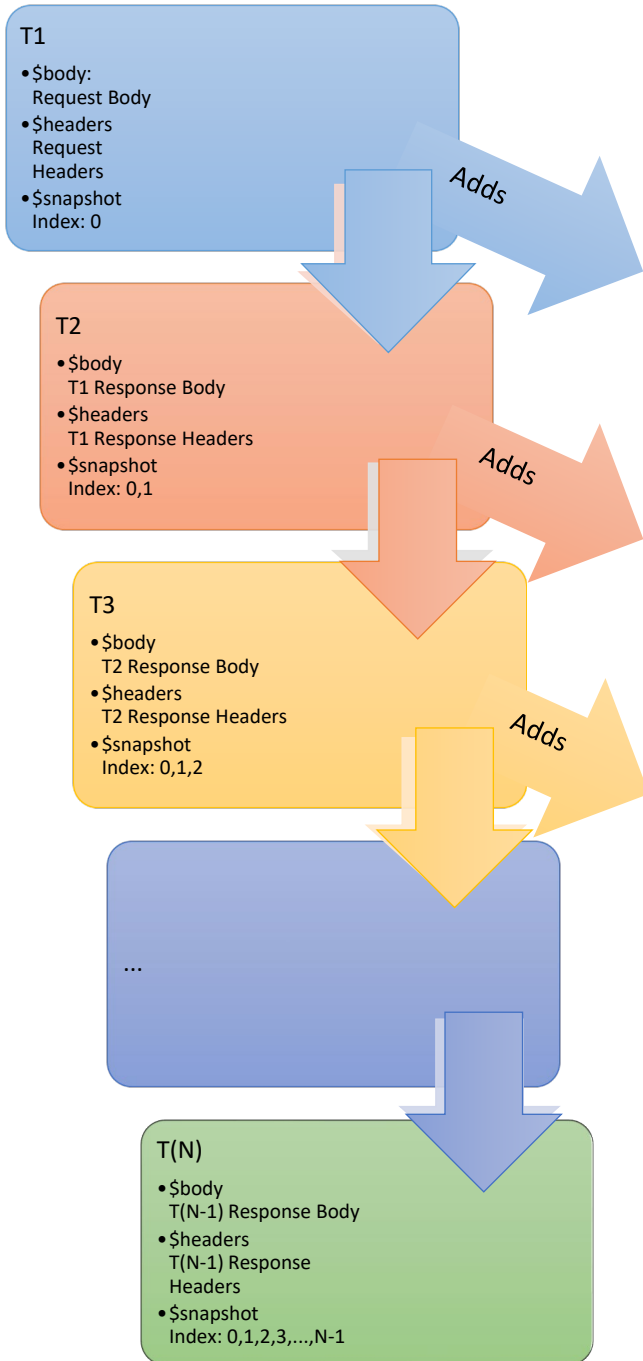 T1
•$body:
Request Body
•$headers
Request
Headers
•$snapshot
Index: 0
Adds
T2
•$body
T1 Response Body
•$headers
T1 Response Headers
•$snapshot
Index: 0,1
Adds
T3
•$body
T2 Response Body
•$headers
T2 Response Headers
•$snapshot
Index: 0,1,2
Adds
...
T(N)
•$body
T(N-1) Response Body
•$headers
T(N-1) Response
Headers
•$snapshot
Index: 0,1,2,3,...,N-1